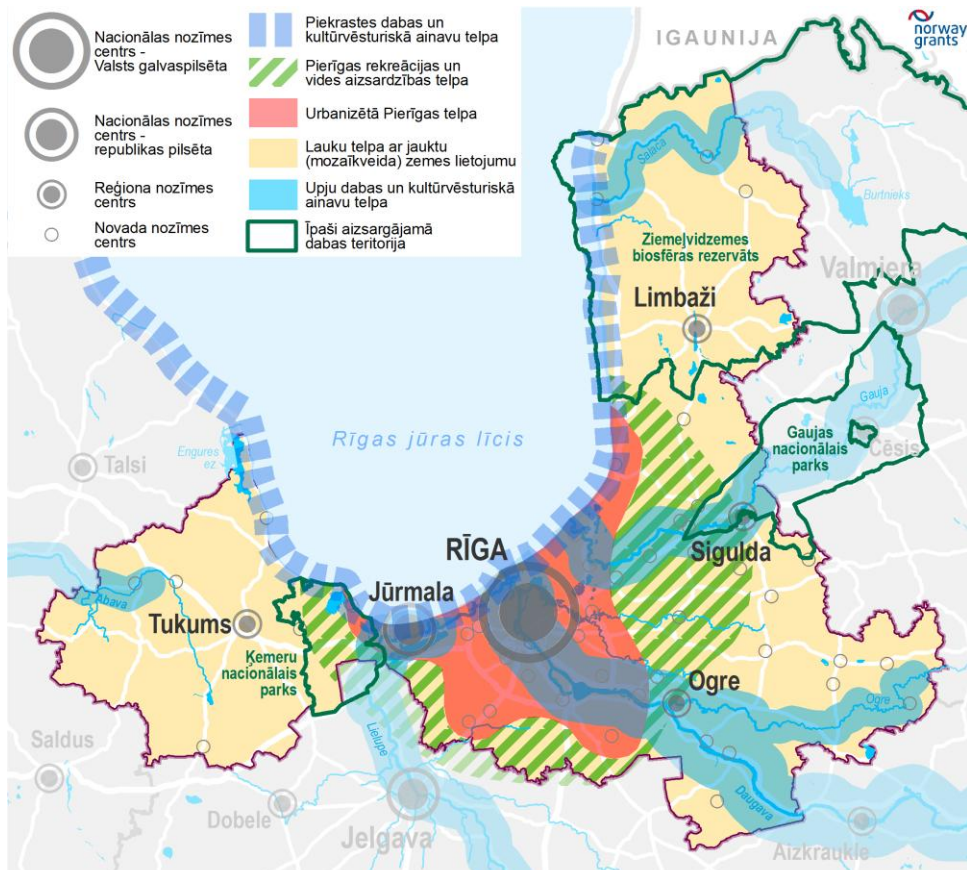 Nacionālas nozīmes
centrs -
Valsts galvaspilsēta
Nacionālas nozīmes
centrs -
republikas pilsēta
Reģiona nozīmes
centrs
Novada nozīmes
centrs
Piekrastes dabas un
kultūrvēsturiskā ainavu telpa
Pierīgas rekreācijas un
vides aizsardzības telpa
Urbanizētā Pierīgas telpa
Lauku telpa ar jauktu
(mozaīkveida) zemes lietojumu
Upju dabas un kultūrvēsturiskā
ainavu telpa
Īpaši aizsargājamā
dabas teritorija
norway
grants
IGAUNIJA
Salaca
Burtnieks
Ziemeļvidzemes
biosfēras rezervāts
Valmiera
Limbaži
Gauja
Gaujas
nacionālais
parks
Cēsis
Rīgas jūras līcis
Engures
ez.
Talsi
Sigulda
RĪGA
Jūrmala
Abava
Tukums
Ķemeru
nacionālais
parks
Ogre
Ogre
Lielupe
Saldus
Dobele
Jelgava
Daugava
Aizkraukle